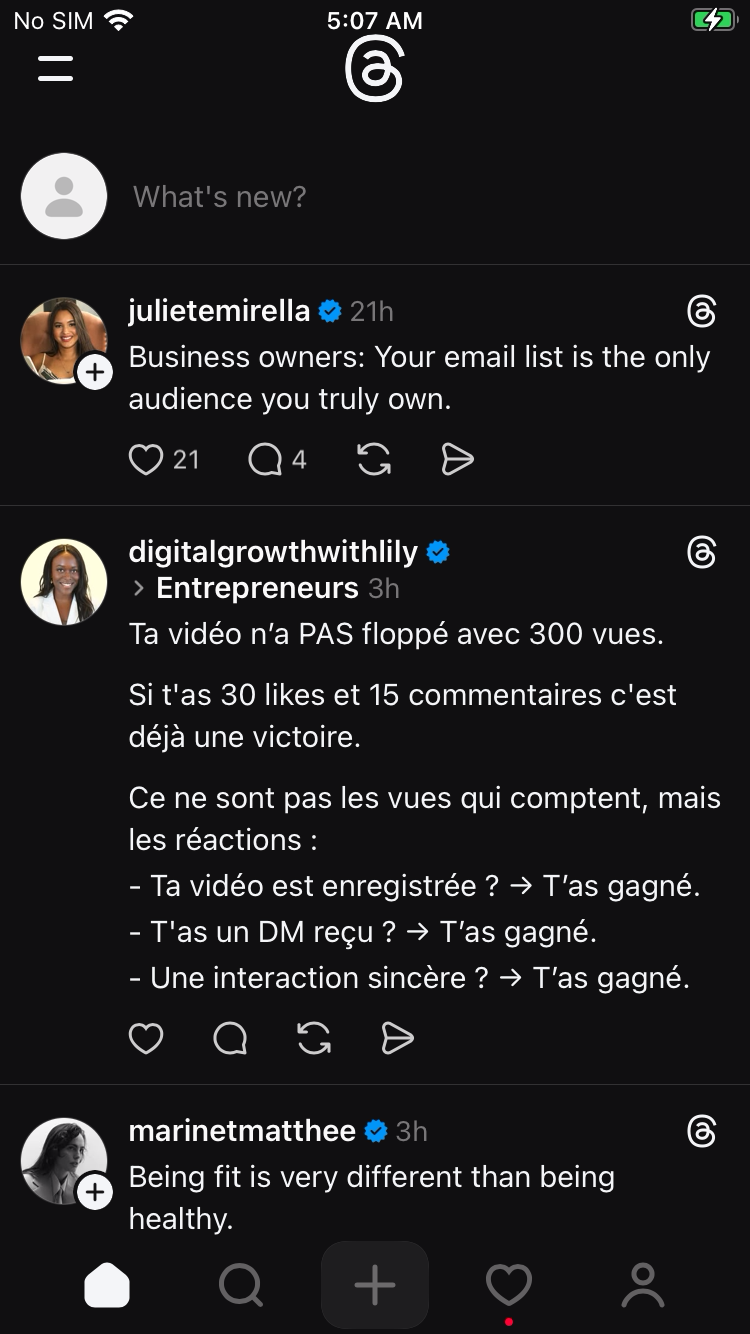 No SIM 5:07 AM
What's new?
julietemirella 21h
Business owners: Your email list is the only
audience you truly own.
21 4
digitalgrowthwithlily
> Entrepreneurs 3h
Ta vidéo n’a PAS floppé avec 300 vues.
Si t'as 30 likes et 15 commentaires c'est
déjà une victoire.
Ce ne sont pas les vues qui comptent, mais
les réactions :
- Ta vidéo est enregistrée ? → T’as gagné.
- T'as un DM reçu ? → T’as gagné.
- Une interaction sincère ? → T’as gagné.
marinetmatthee 3h
Being fit is very different than being
healthy.